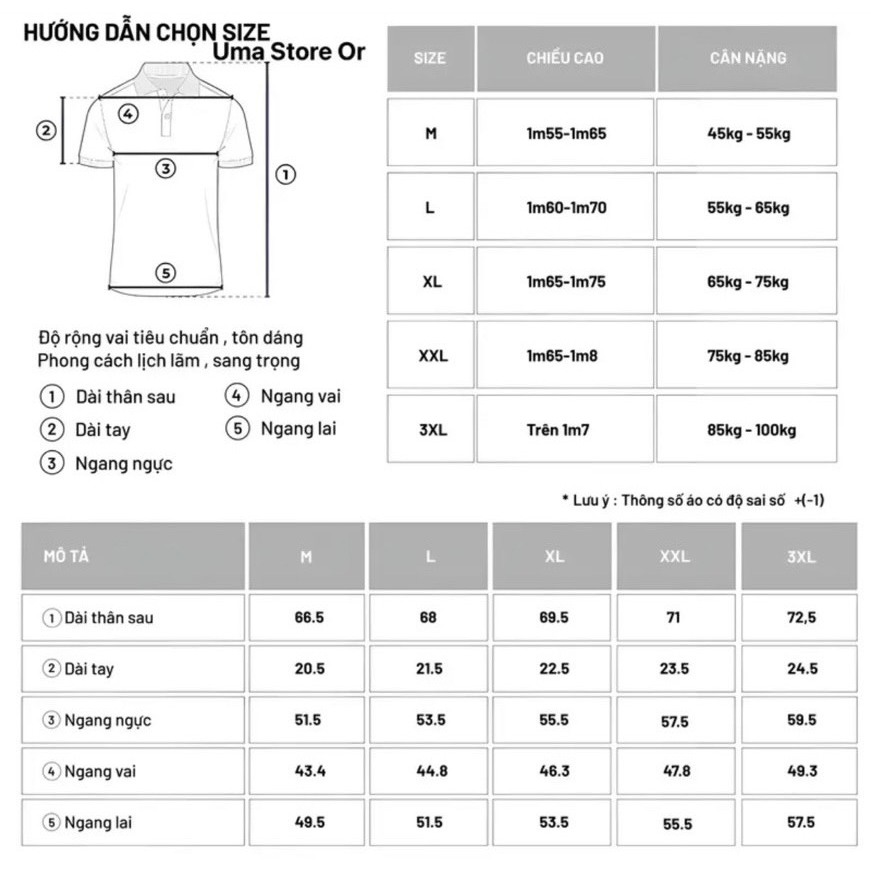 HƯỚNG DẪN CHỌN SIZE
Uma Store Or
④
②
③
①
⑤
Độ rộng vai tiêu chuẩn , tôn dáng
Phong cách lịch lãm , sang trọng
① Dài thân sau ④ Ngang vai
② Dài tay ⑤ Ngang lai
③ Ngang ngực
SIZE CHIỀU CAO CÂN NẶNG
M 1m55-1m65 45kg - 55kg
L 1m60-1m70 55kg - 65kg
XL 1m65-1m75 65kg - 75kg
XXL 1m65-1m8 75kg - 85kg
3XL Trên 1m7 85kg - 100kg
* Lưu ý : Thông số áo có độ sai số +(-1)
MÔ TẢ M L XL XXL 3XL
① Dài thân sau 66.5 68 69.5 71 72,5
② Dài tay 20.5 21.5 22.5 23.5 24.5
③ Ngang ngực 51.5 53.5 55.5 57.5 59.5
④ Ngang vai 43.4 44.8 46.3 47.8 49.3
⑤ Ngang lai 49.5 51.5 53.5 55.5 57.5